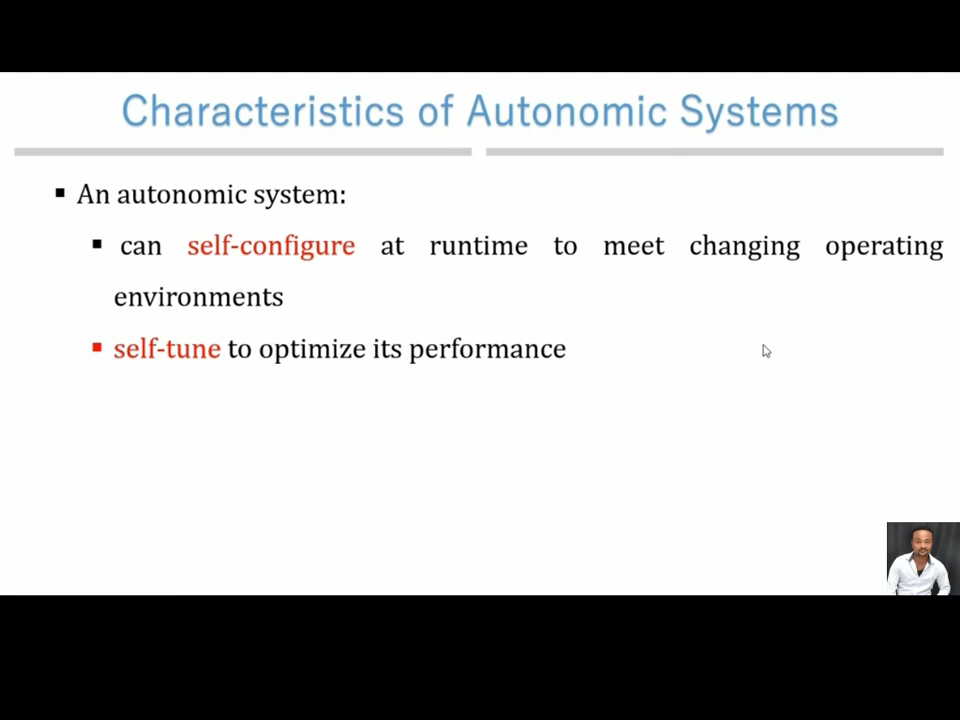 Characteristics of Autonomic Systems
▪ An autonomic system:
▪ can self-configure at runtime to meet changing operating
environments
▪ self-tune to optimize its performance